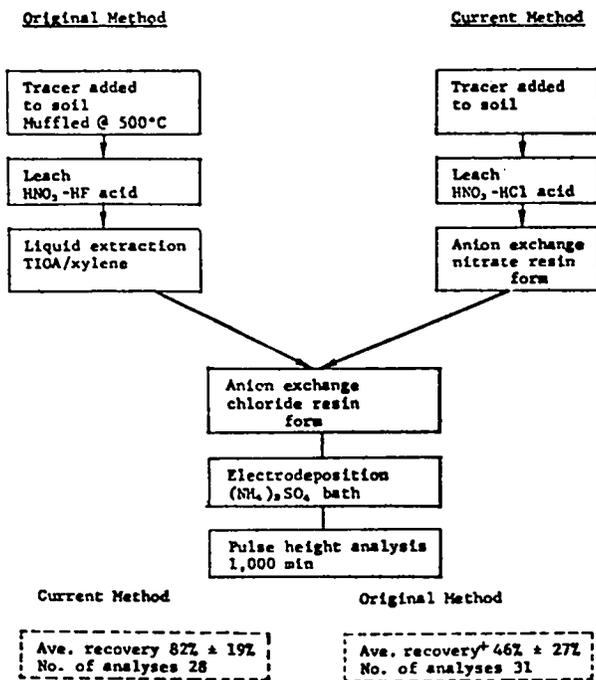 Original Method
Current Method
Tracer added
to soil
Muffled @ 500°C
Tracer added
to soil
Leach
HNO₃-HF acid
Leach
HNO₃-HCl acid
Liquid extraction
TIOA/xylene
Anion exchange
nitrate resin
form
Anion exchange
chloride resin
form
Electrodeposition
(NH₄)₂SO₄ bath
Pulse height analysis
1,000 min
Current Method
Original Method
Ave. recovery 82% ± 19%
No. of analyses 28
Ave. recovery⁺ 46% ± 27%
No. of analyses 31